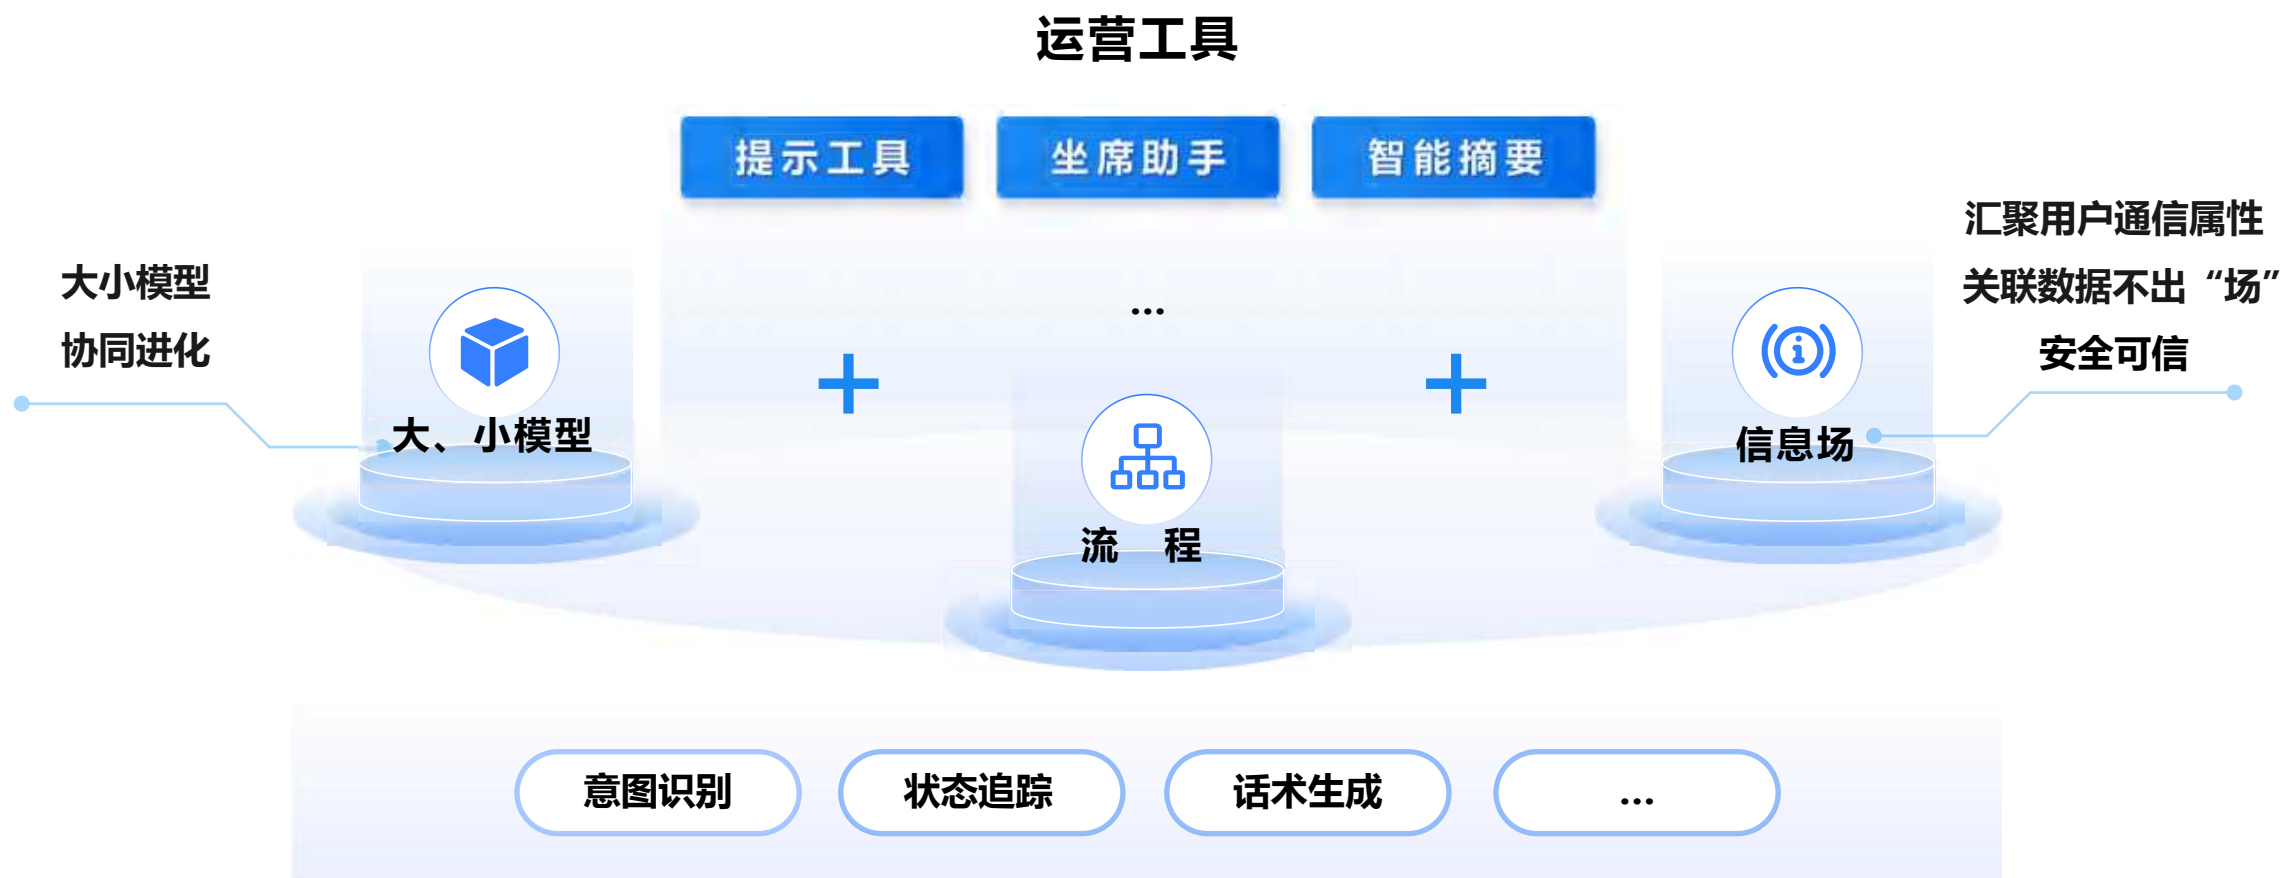 运营工具
提示工具
坐席助手
智能摘要
...
大小模型
协同进化
汇聚用户通信属性
关联数据不出“场”
安全可信
大、小模型
信息场
流 程
意图识别
状态追踪
话术生成
...